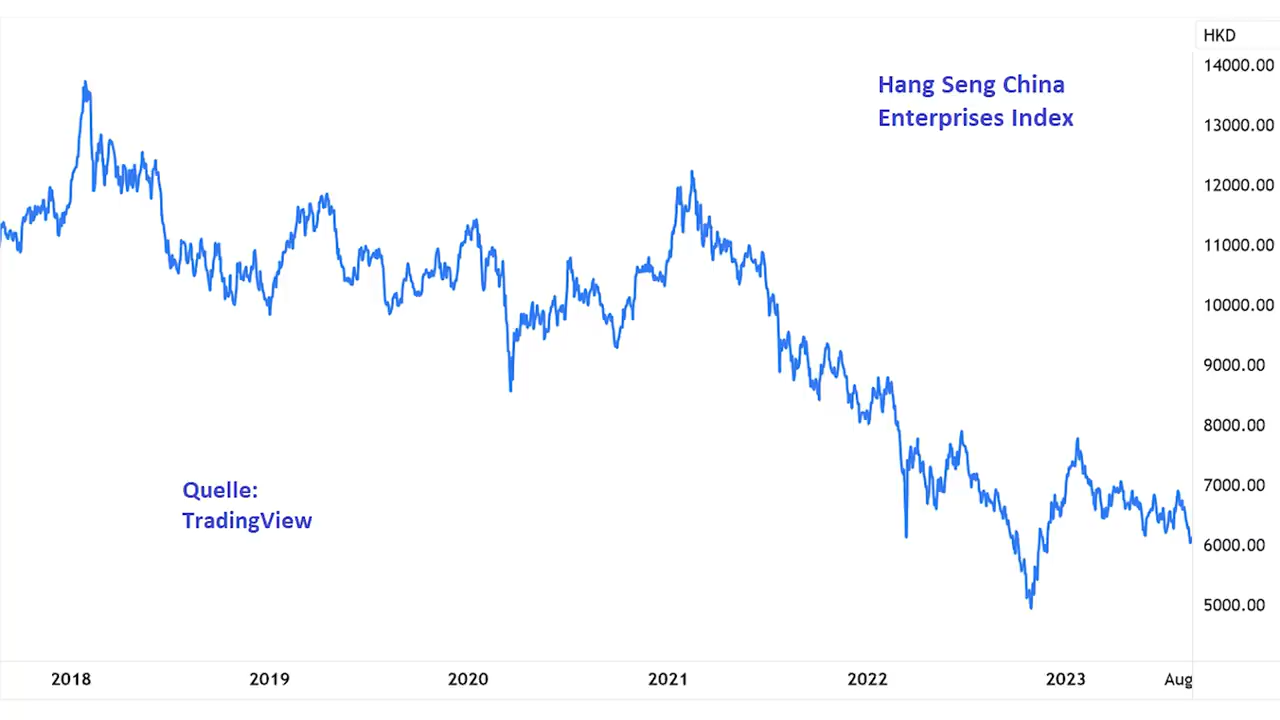 HKD
14000.00
Hang Seng China
Enterprises Index
13000.00
12000.00
11000.00
10000.00
9000.00
8000.00
7000.00
6000.00
5000.00
Quelle:
TradingView
2018 2019 2020 2021 2022 2023 Aug